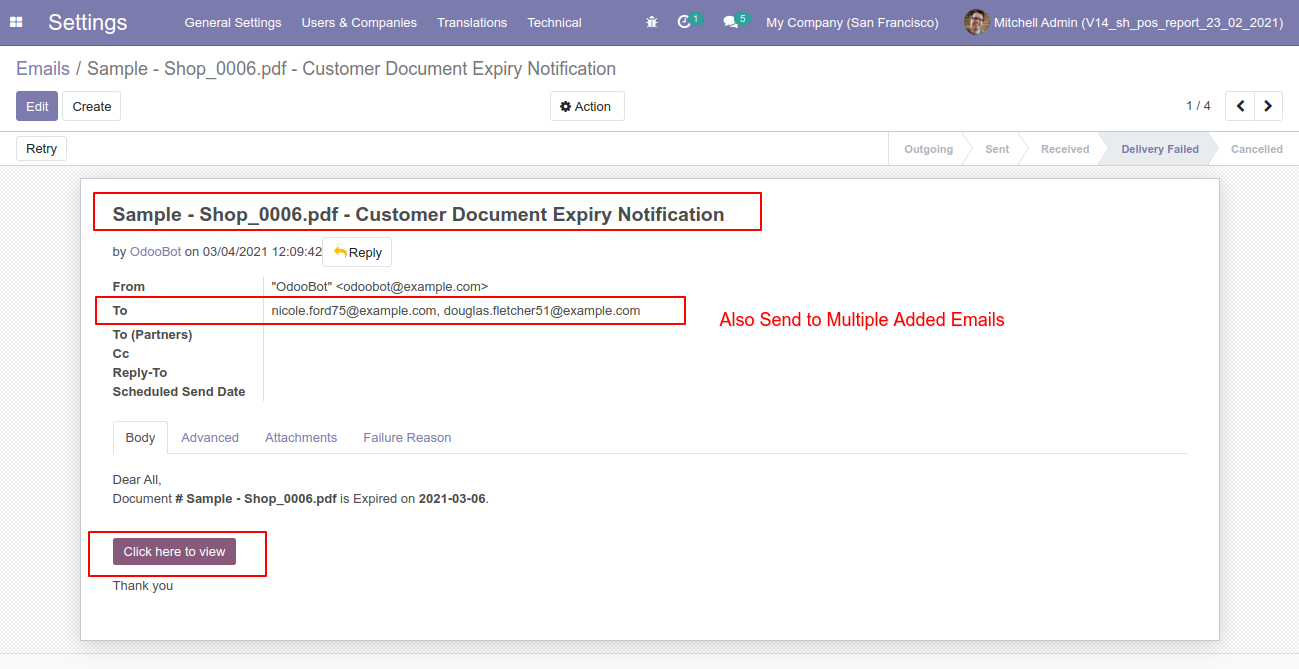 Settings General Settings Users & Companies Translations Technical 1 5 My Company (San Francisco) Mitchell Admin (V14_sh_pos_report_23_02_2021)
Emails / Sample - Shop_0006.pdf - Customer Document Expiry Notification
Edit Create Action 1 / 4
Retry Outgoing Sent Received Delivery Failed Cancelled
Sample - Shop_0006.pdf - Customer Document Expiry Notification
by OdooBot on 03/04/2021 12:09:42 Reply
From "OdooBot" <odoobot@example.com>
To nicole.ford75@example.com, douglas.fletcher51@example.com
Also Send to Multiple Added Emails
To (Partners)
Cc
Reply-To
Scheduled Send Date
Body Advanced Attachments Failure Reason
Dear All,
Document # Sample - Shop_0006.pdf is Expired on 2021-03-06.
Click here to view
Thank you